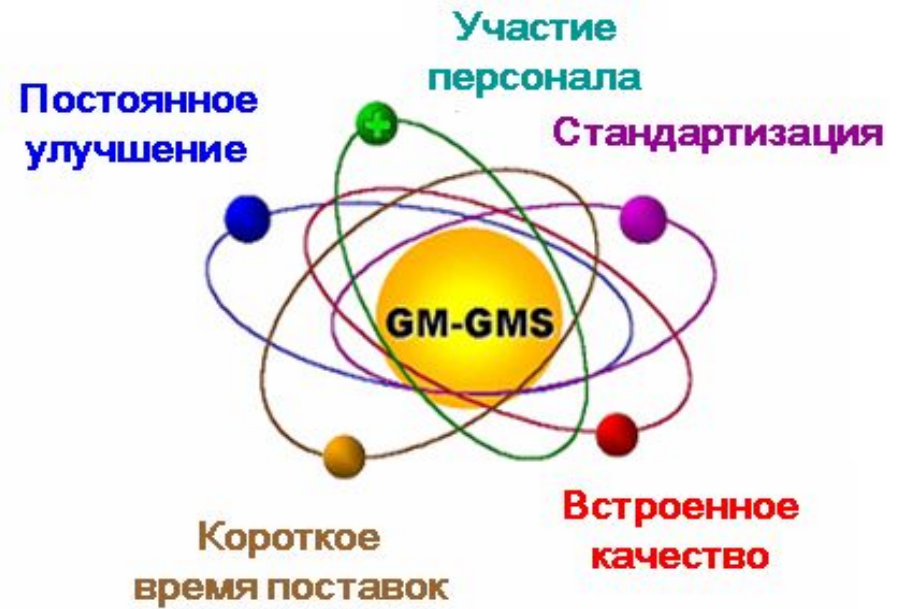 Участие
персонала
Постоянное
улучшение
Стандартизация
GM-GMS
Встроенное
качество
Короткое
время поставок